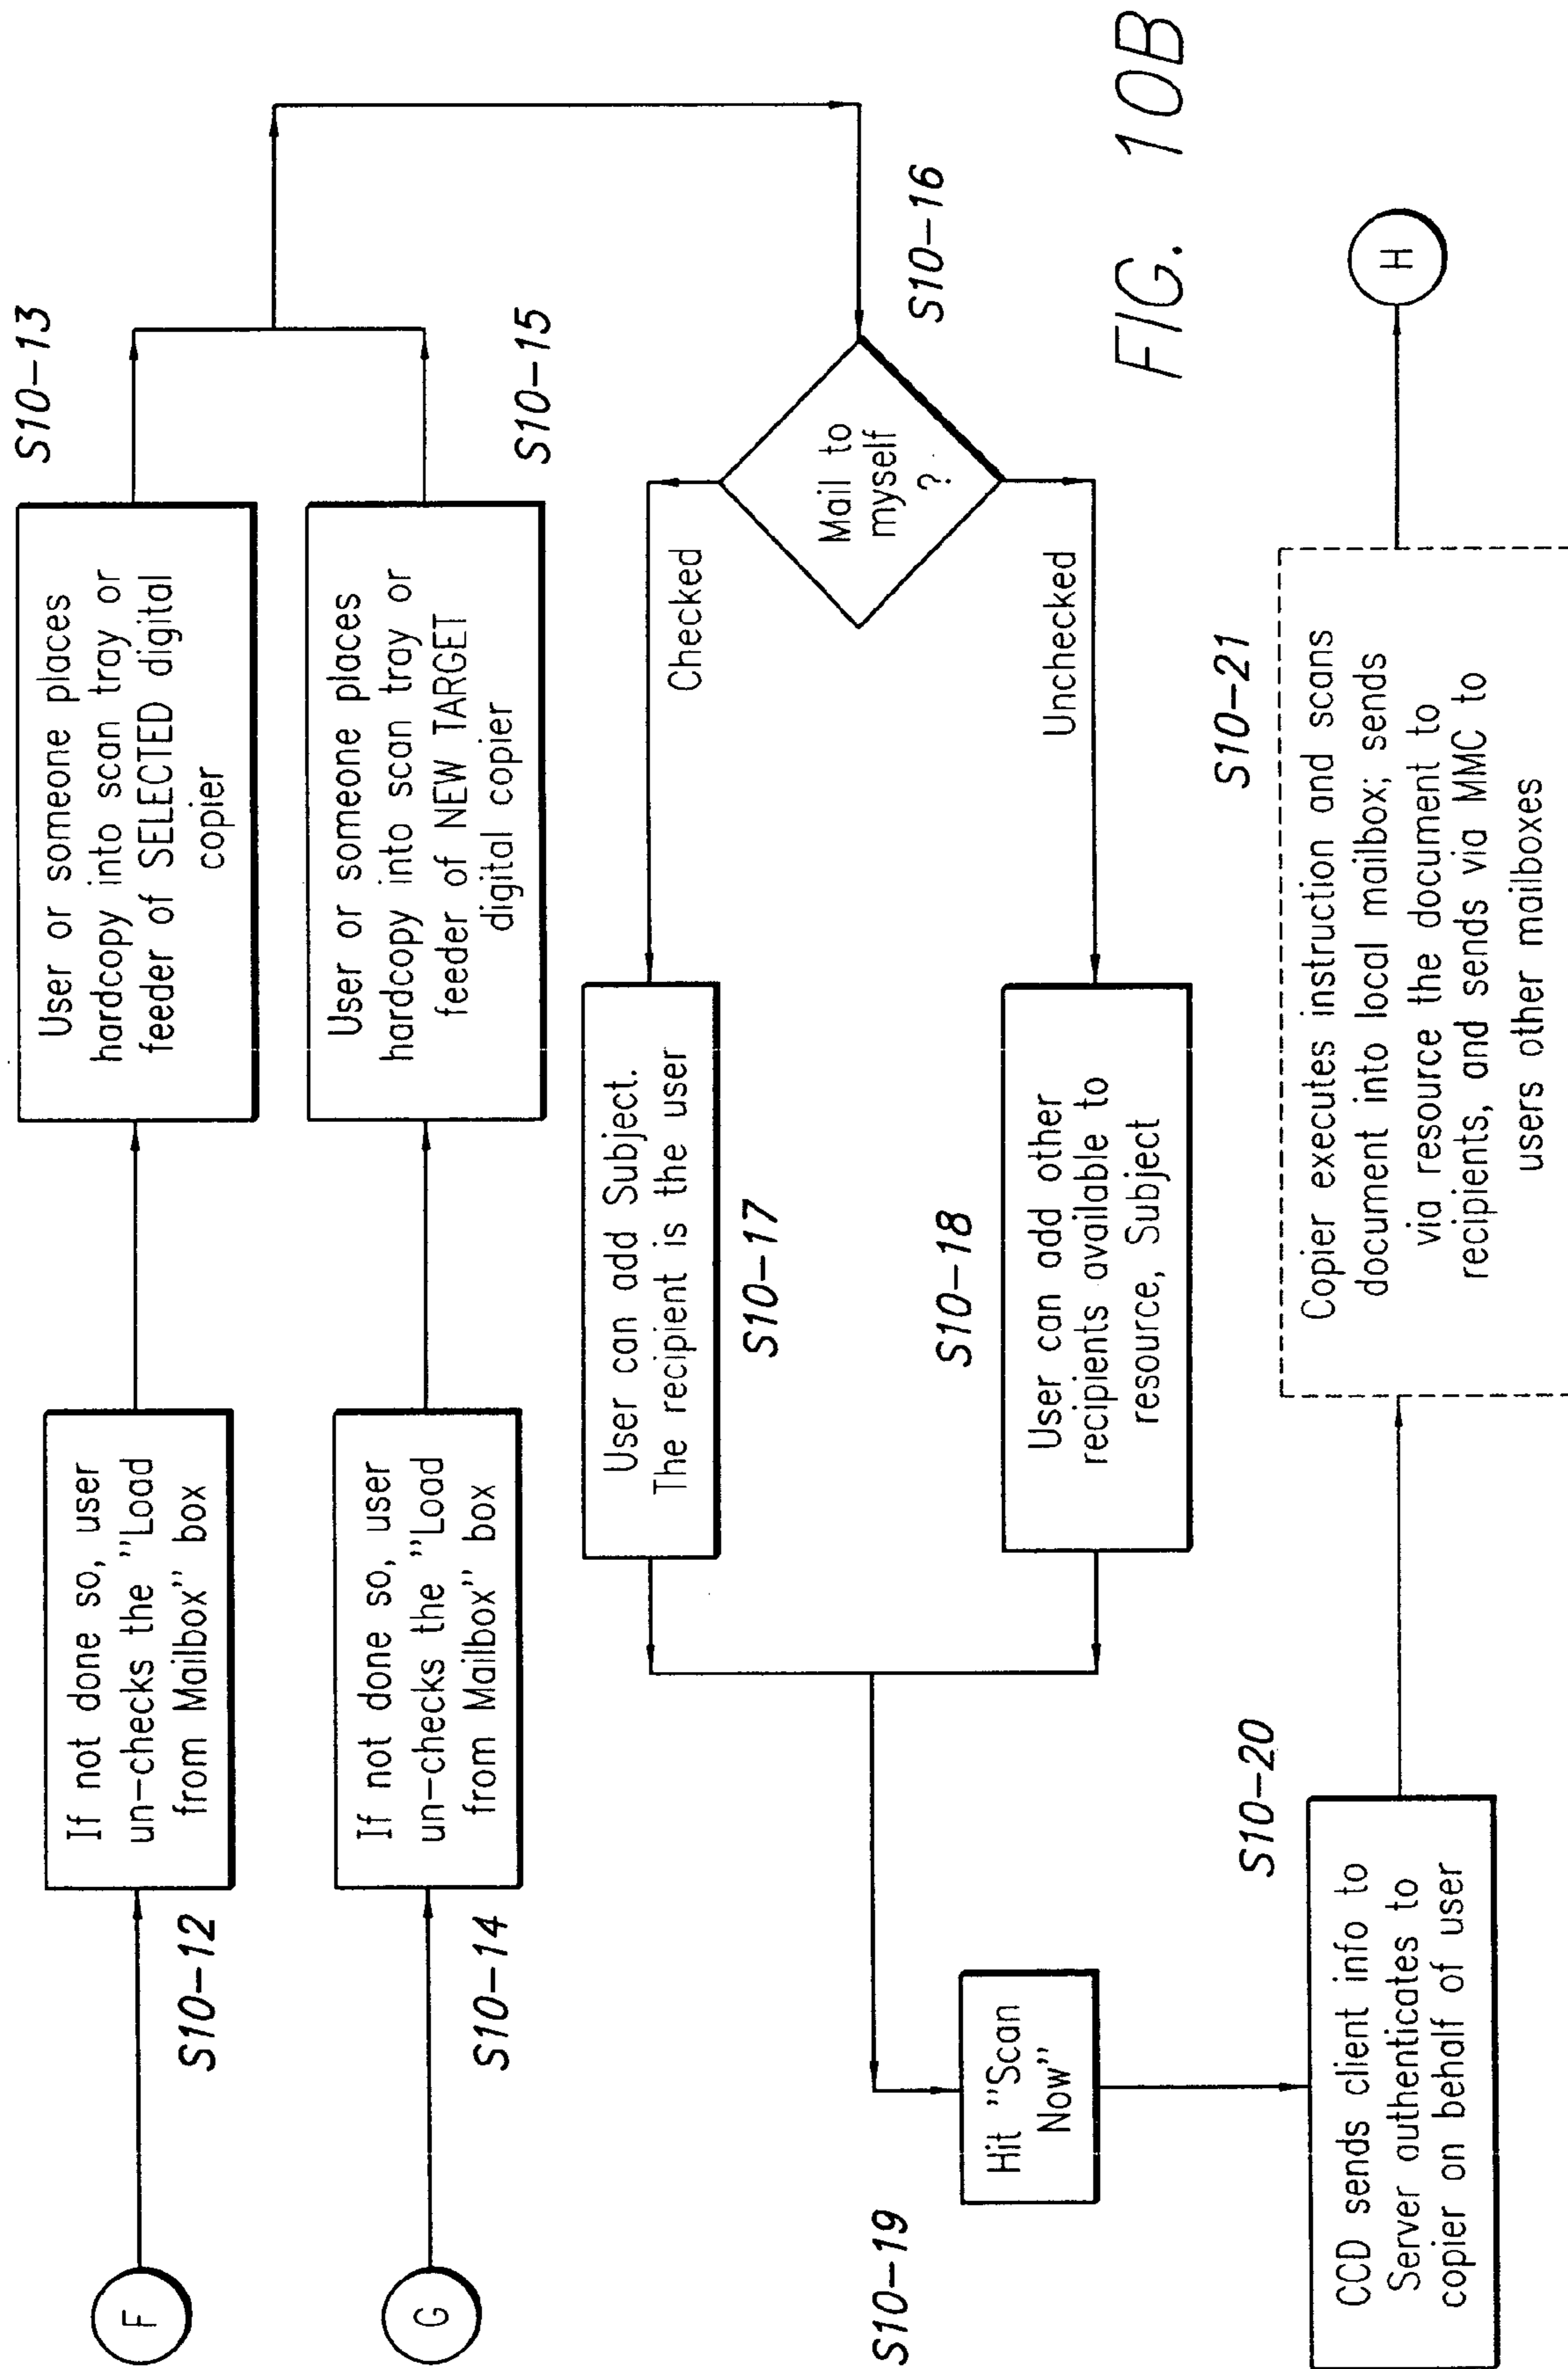 F
S10-12
If not done so, user
un-checks the "Load
from Mailbox" box
S10-13
User or someone places
hardcopy into scan tray or
feeder of SELECTED digital
copier
G
S10-14
If not done so, user
un-checks the "Load
from Mailbox" box
S10-15
User or someone places
hardcopy into scan tray or
feeder of NEW TARGET
digital copier
S10-16
Mail to
myself
?
Checked
Unchecked
User can add Subject.
The recipient is the user
S10-17
S10-18
User can add other
recipients available to
resource, Subject
S10-19
Hit "Scan
Now"
S10-20
CCD sends client info to
Server authenticates to
copier on behalf of user
S10-21
Copier executes instruction and scans
document into local mailbox; sends
via resource the document to
recipients, and sends via MMC to
users other mailboxes
H
FIG. 10B